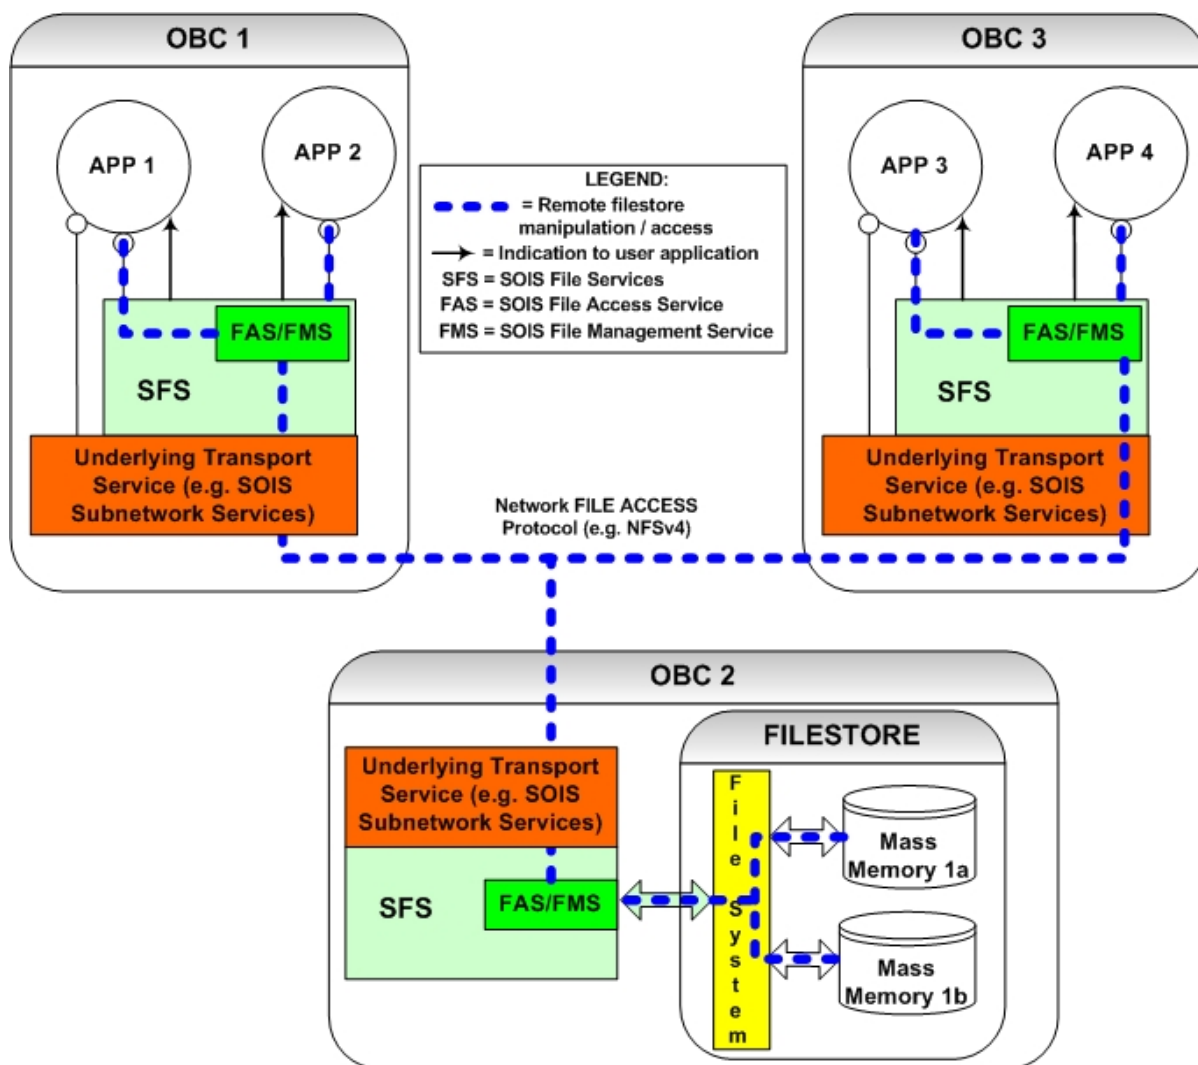 OBC 1
APP 1
APP 2
FAS/FMS
SFS
Underlying Transport
Service (e.g. SOIS
Subnetwork Services)
LEGEND:
= Remote filestore
manipulation / access
= Indication to user application
SFS = SOIS File Services
FAS = SOIS File Access Service
FMS = SOIS File Management Service
OBC 3
APP 3
APP 4
FAS/FMS
SFS
Underlying Transport
Service (e.g. SOIS
Subnetwork Services)
Network FILE ACCESS
Protocol (e.g. NFSv4)
OBC 2
Underlying Transport
Service (e.g. SOIS
Subnetwork Services)
SFS
FAS/FMS
FILESTORE
File System
Mass
Memory 1a
Mass
Memory 1b